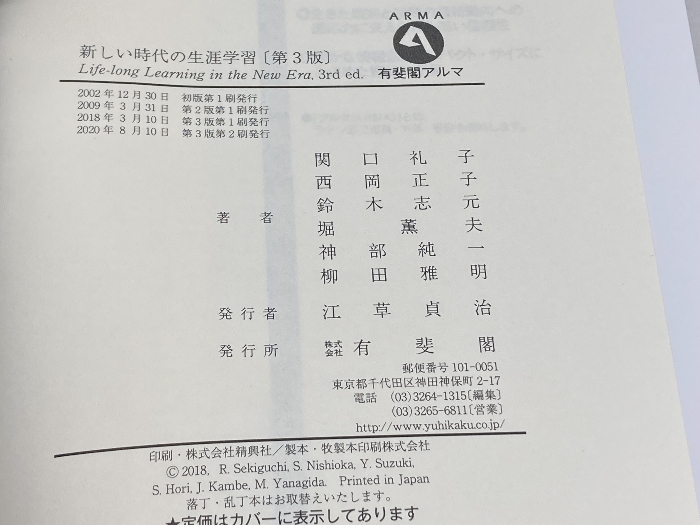 ARMA
新しい時代の生涯学習〔第3版〕
Life-long Learning in the New Era, 3rd ed. 有斐閣アルマ
2002年12月30日 初版第1刷発行
2009年 3月31日 第2版第1刷発行
2018年 3月10日 第3版第1刷発行
2020年 8月10日 第3版第2刷発行
関口礼子
西岡正子
鈴木志元
著者
堀薫夫
神部純一
柳田雅明
発行者 江草貞治
発行所 株式会社 有斐閣
郵便番号 101-0051
東京都千代田区神田神保町 2-17
電話 (03)3264-1315〔編集〕
(03)3265-6811〔営業〕
http://www.yuhikaku.co.jp/
印刷・株式会社精興社／製本・牧製本印刷株式会社
© 2018, R. Sekiguchi, S. Nishioka, Y. Suzuki,
S. Hori, J. Kambe, M. Yanagida. Printed in Japan
落丁・乱丁本はお取替えいたします。
★定価はカバーに表示してあります